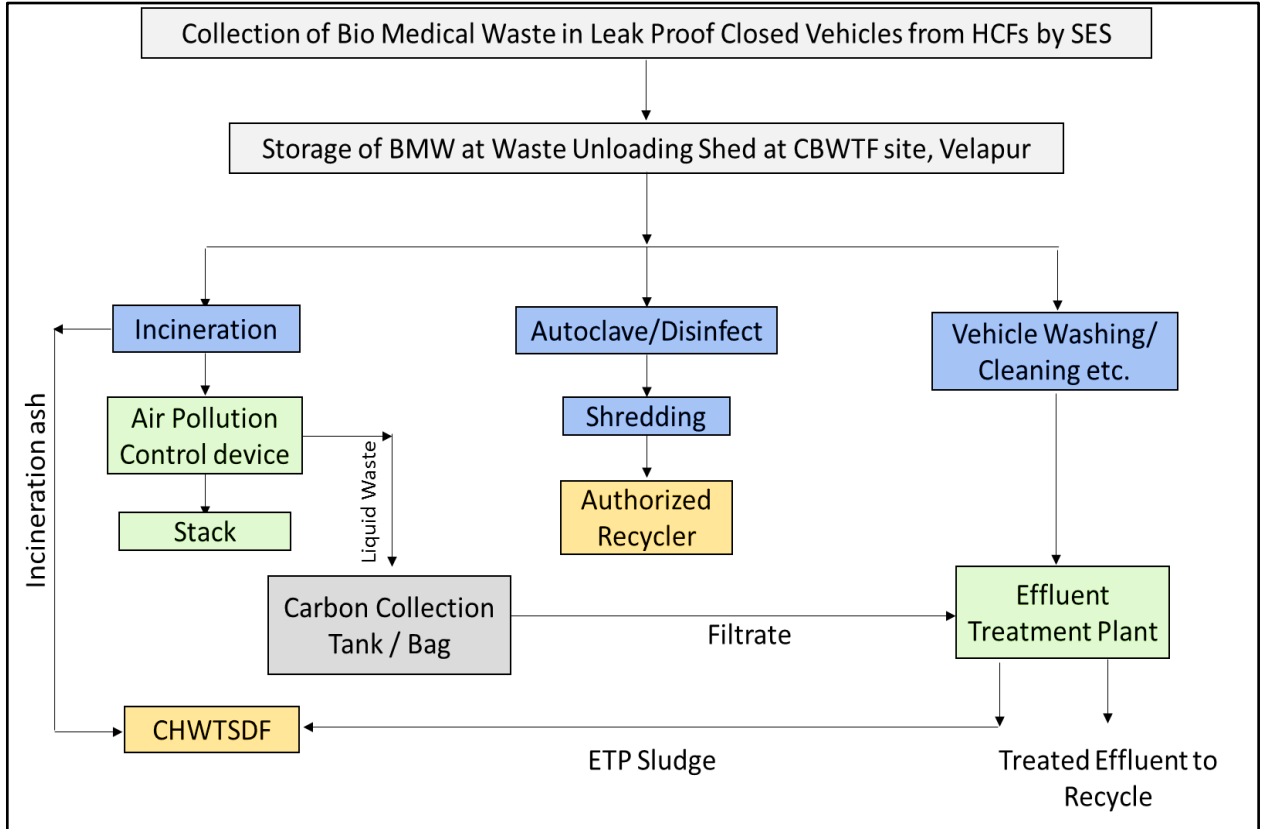 Collection of Bio Medical Waste in Leak Proof Closed Vehicles from HCFs by SES
Storage of BMW at Waste Unloading Shed at CBWTF site, Velapur
Incineration
Autoclave/Disinfect
Vehicle Washing/
Cleaning etc.
Air Pollution
Control device
Shredding
Stack
Authorized
Recycler
Liquid Waste
Incineration ash
Carbon Collection
Tank / Bag
Filtrate
Effluent
Treatment Plant
CHWTSDF
ETP Sludge
Treated Effluent to
Recycle